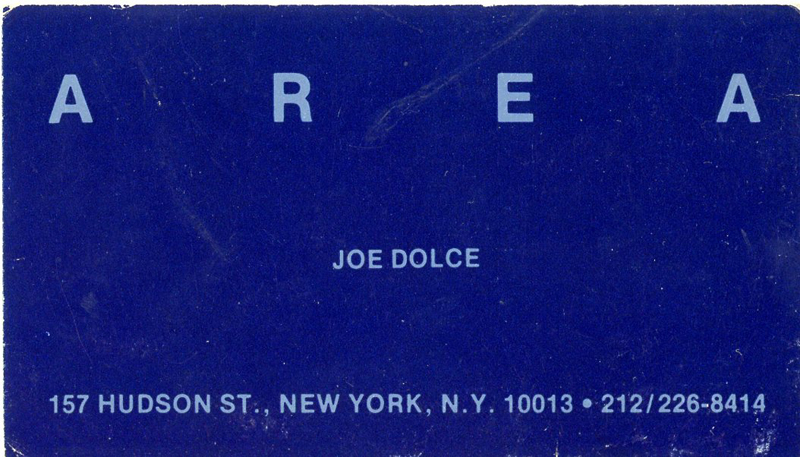 A R E A
JOE DOLCE
157 HUDSON ST., NEW YORK, N.Y. 10013 • 212/226-8414